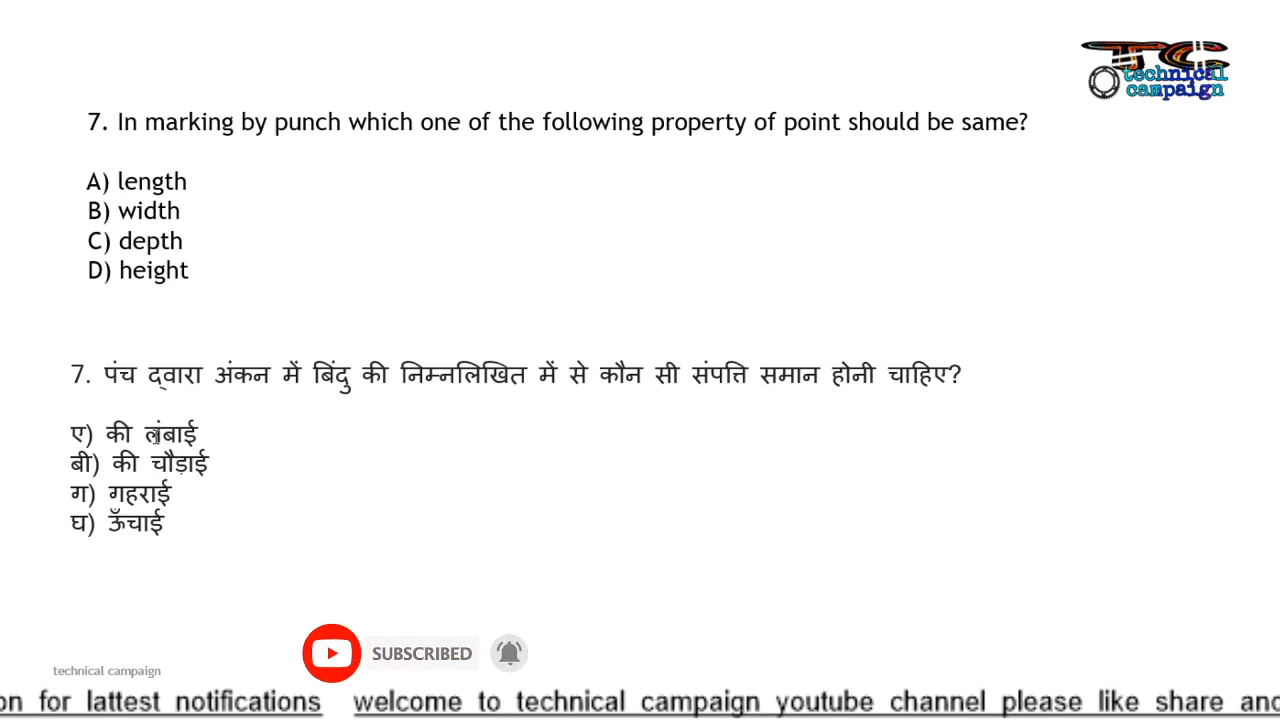 TC
technical
campaign
7. In marking by punch which one of the following property of point should be same?
A) length
B) width
C) depth
D) height
7. पंच द्वारा अंकन में बिंदु की निम्नलिखित में से कौन सी संपत्ति समान होनी चाहिए?
ए) की लंबाई
बी) की चौड़ाई
ग) गहराई
घ) ऊँचाई
SUBSCRIBED
technical campaign
on for lattest notifications welcome to technical campaign youtube channel please like share and